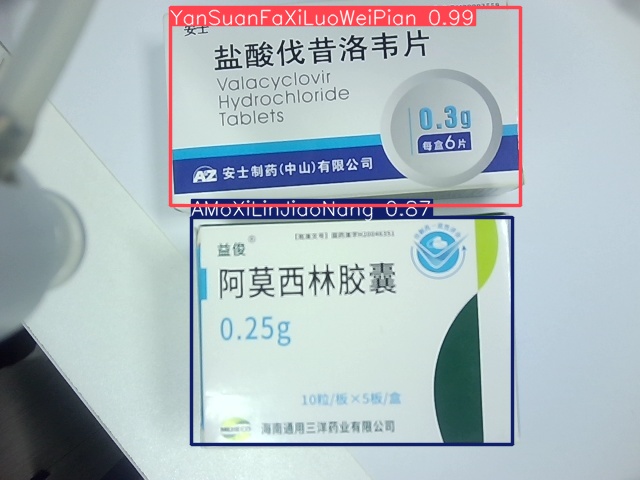 YanSuanFaXiLuoWeiPian 0.99
安士
盐酸伐昔洛韦片
Valacyclovir
Hydrochloride
Tablets
0.3g
每盒6片
AZ 安士制药(中山)有限公司
AMoXiLinJiaoNang 0.87
益俊®
[批准文号] 国药准字H20046351
阿莫西林胶囊
0.25g
10粒/板×5板/盒
海南通用三洋药业有限公司